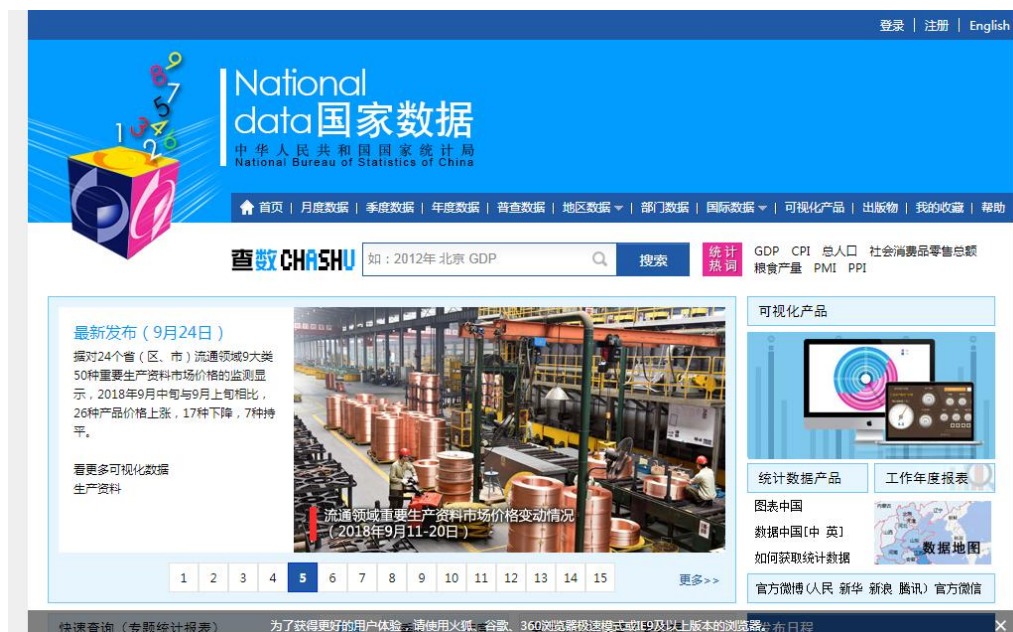 登录 | 注册 | English
National
data国家数据
中华人民共和国国家统计局
National Bureau of Statistics of China
首页 | 月度数据 | 季度数据 | 年度数据 | 普查数据 | 地区数据 | 部门数据 | 国际数据 | 可视化产品 | 出版物 | 我的收藏 | 帮助
查数CHASHU 如：2012年 北京 GDP 搜索
统计热词
GDP CPI 总人口 社会消费品零售总额
粮食产量 PMI PPI
最新发布（9月24日）
据对24个省（区、市）流通领域9大类
50种重要生产资料市场价格的监测显
示，2018年9月中旬与9月上旬相比，
26种产品价格上涨，17种下降，7种持
平。
看更多可视化数据
生产资料
流通领域重要生产资料市场价格变动情况
（2018年9月11-20日）
1 2 3 4 5 6 7 8 9 10 11 12 13 14 15 更多>>
可视化产品
统计数据产品 工作年度报表
图表中国
数据中国[中 英]
如何获取统计数据
数据地图
官方微博(人民 新华 新浪 腾讯) 官方微信
快速查询（专题统计报表）
为了获得更好的用户体验，请使用火狐、谷歌、360浏览器极速模式或IE9及以上版本的浏览器。
发布日程